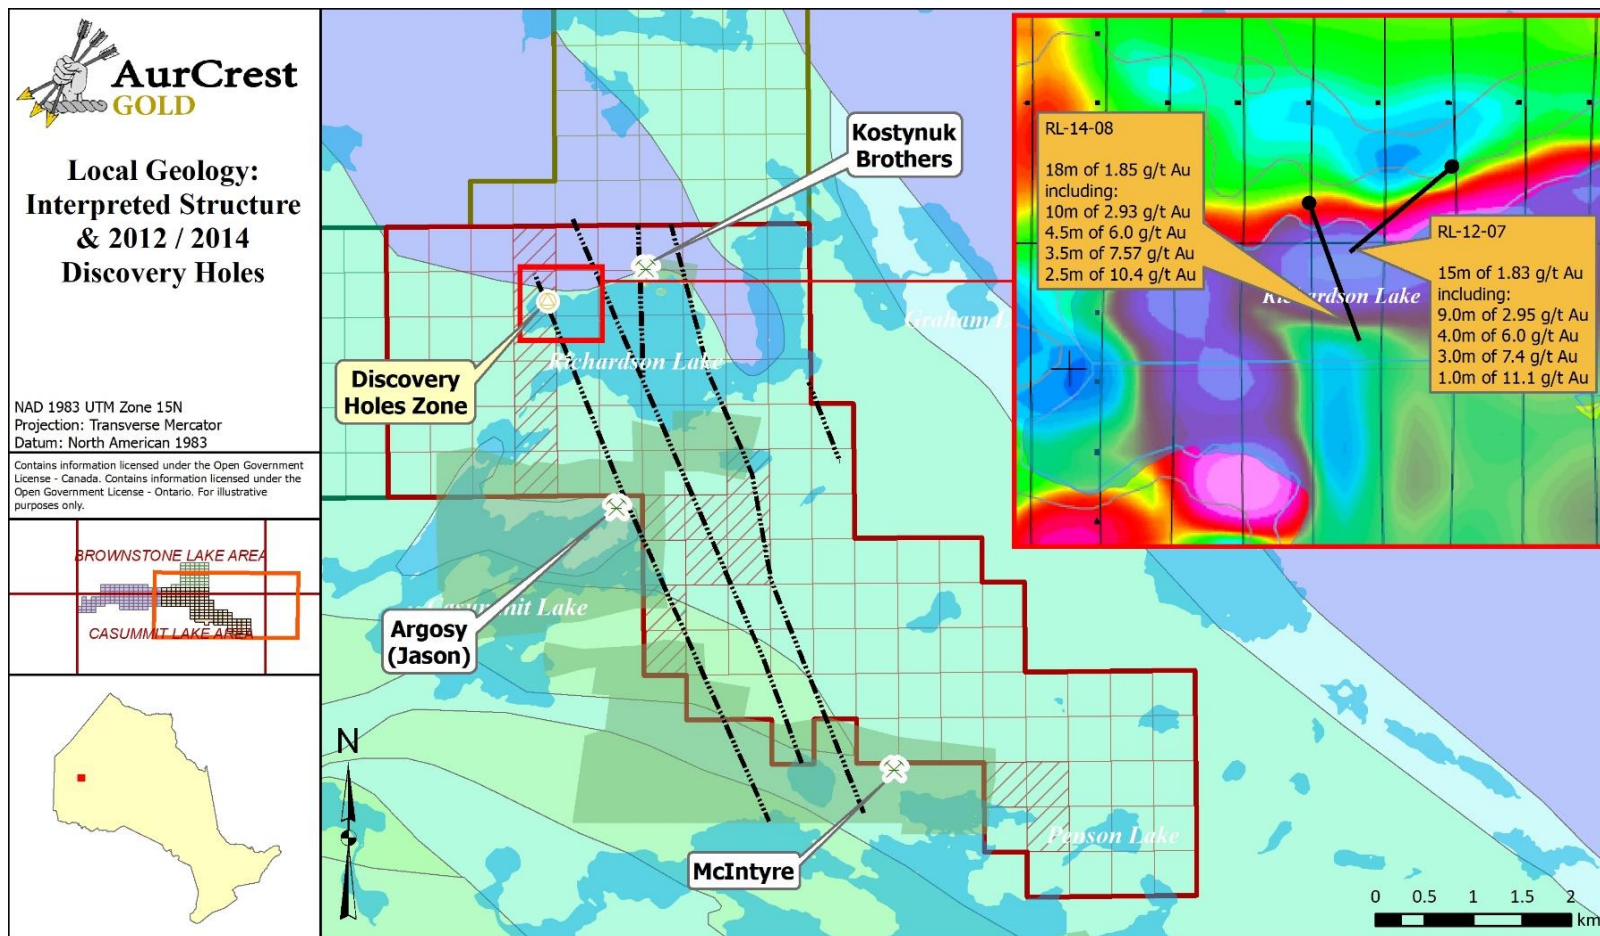 AurCrest
GOLD
Local Geology:
Interpreted Structure
& 2012 / 2014
Discovery Holes
NAD 1983 UTM Zone 15N
Projection: Transverse Mercator
Datum: North American 1983
Contains information licensed under the Open Government
License - Canada. Contains information licensed under the
Open Government License - Ontario. For illustrative
purposes only.
BROWNSTONE LAKE AREA
CASUMMIT LAKE AREA
Kostynuk
Brothers
Graham L
Richardson Lake
Discovery
Holes Zone
Argosy
(Jason)
Lake
McIntyre
Penson Lake
N
RL-14-08
18m of 1.85 g/t Au
including:
10m of 2.93 g/t Au
4.5m of 6.0 g/t Au
3.5m of 7.57 g/t Au
2.5m of 10.4 g/t Au
RL-12-07
15m of 1.83 g/t Au
including:
9.0m of 2.95 g/t Au
4.0m of 6.0 g/t Au
3.0m of 7.4 g/t Au
1.0m of 11.1 g/t Au
Richardson Lake
0 0.5 1 1.5 2
km